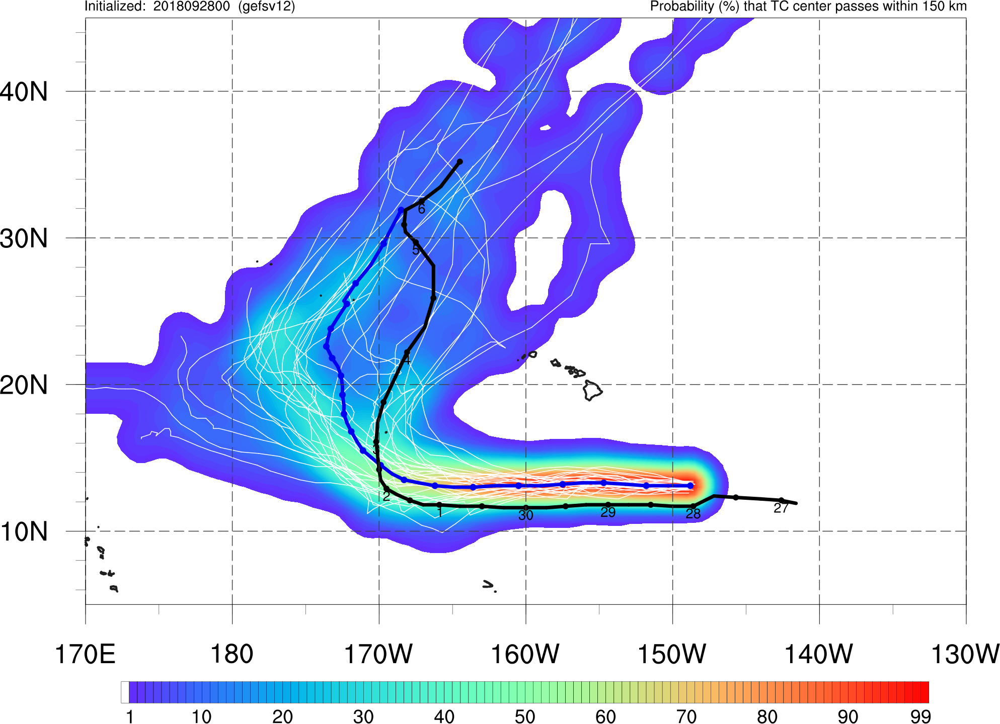 Initialized: 2018092800 (gefsv12)
Probability (%) that TC center passes within 150 km
40N
30N
20N
10N
6
5
4
3
2
1
30
29
28
27
170E 180 170W 160W 150W 140W 130W
1 10 20 30 40 50 60 70 80 90 99